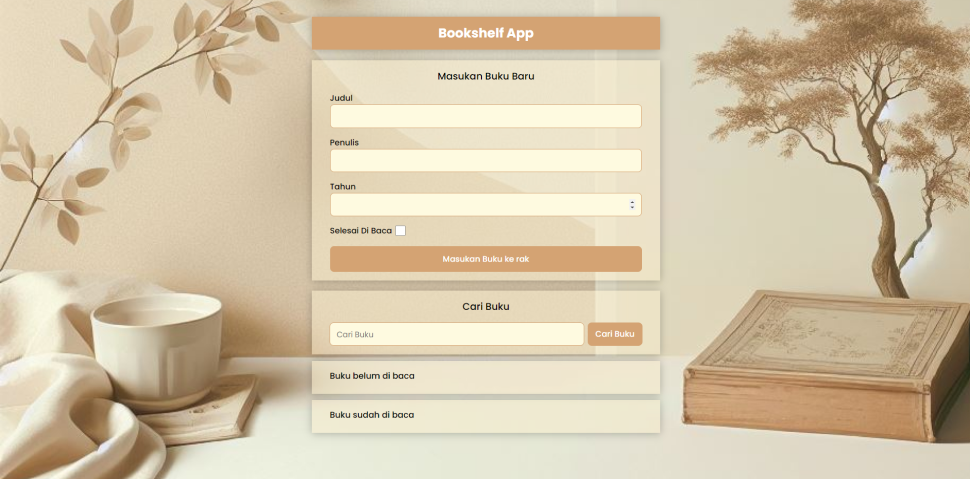 Bookshelf App
Masukan Buku Baru
Judul
Penulis
Tahun
Selesai Di Baca
Masukan Buku ke rak
Cari Buku
Cari Buku Cari Buku
Buku belum di baca
Buku sudah di baca